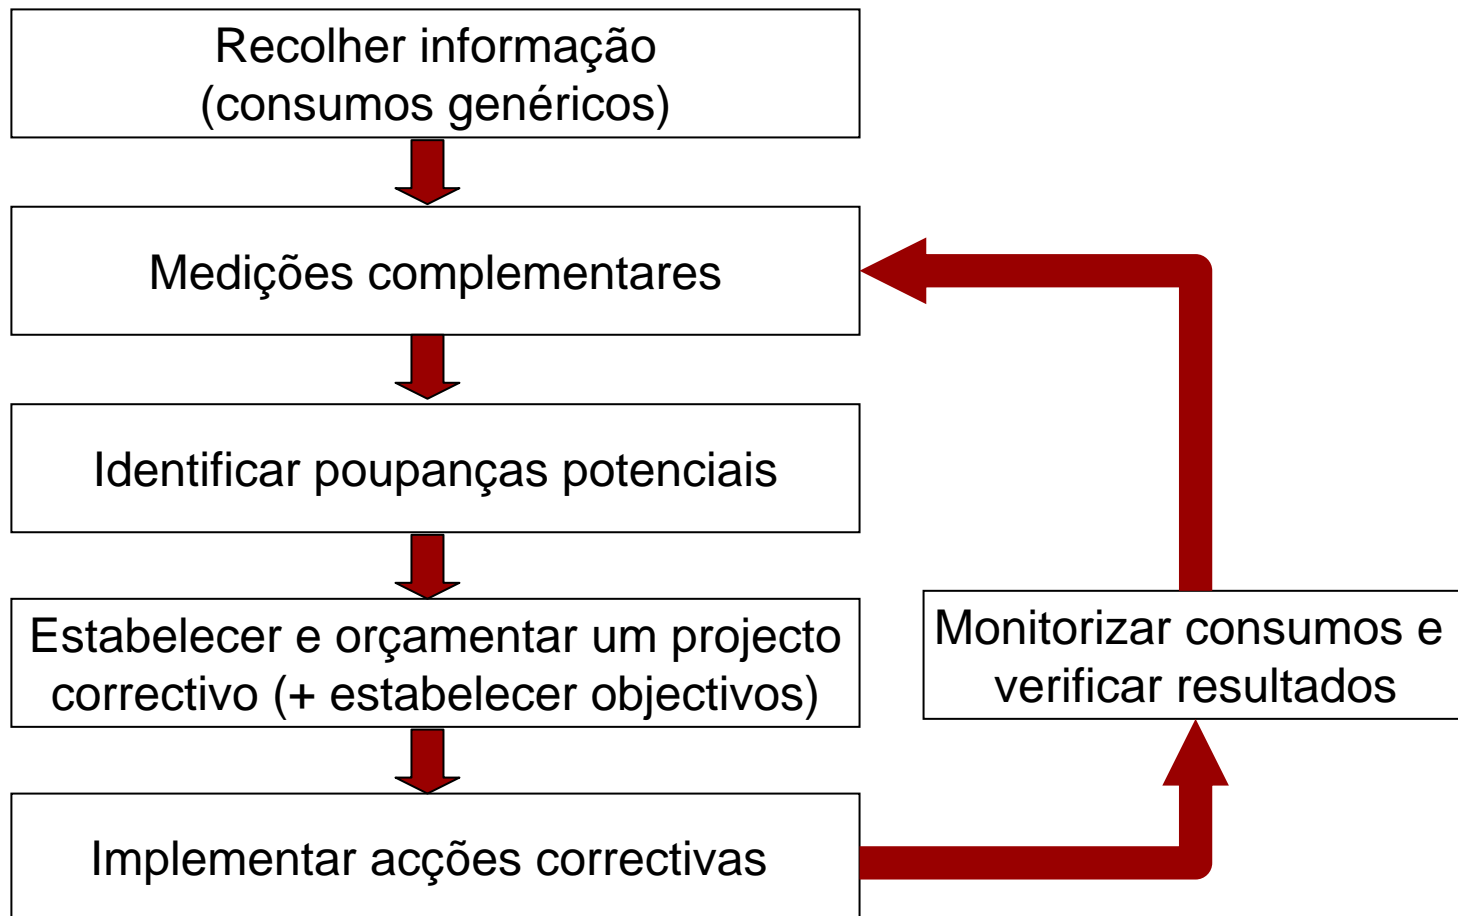 Recolher informação
(consumos genéricos)
Medições complementares
Identificar poupanças potenciais
Estabelecer e orçamentar um projecto
correctivo (+ estabelecer objectivos)
Monitorizar consumos e
verificar resultados
Implementar acções correctivas